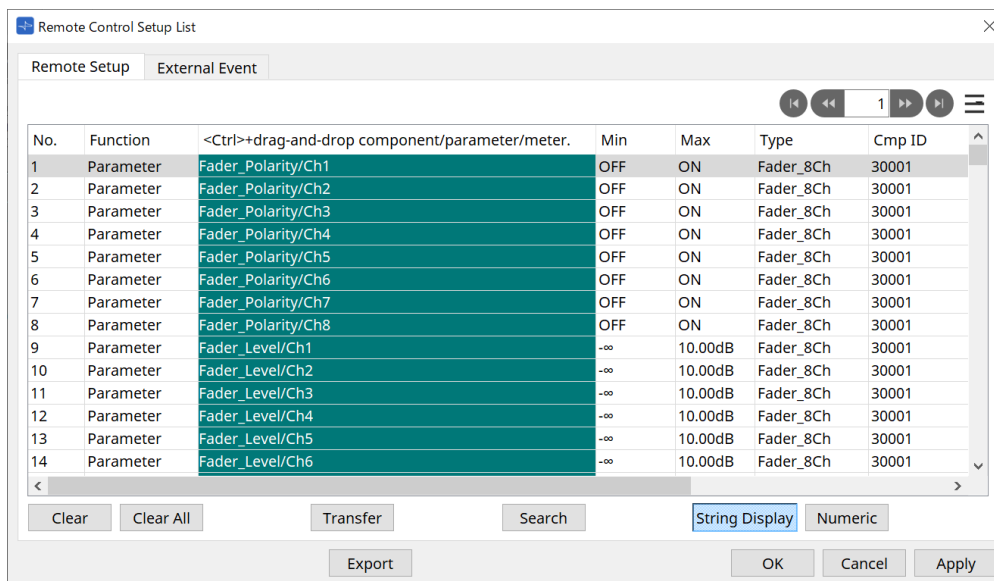 Remote Control Setup List
Remote Setup External Event
1
No. Function <Ctrl>+drag-and-drop component/parameter/meter. Min Max Type Cmp ID
1 Parameter Fader_Polarity/Ch1 OFF ON Fader_8Ch 30001
2 Parameter Fader_Polarity/Ch2 OFF ON Fader_8Ch 30001
3 Parameter Fader_Polarity/Ch3 OFF ON Fader_8Ch 30001
4 Parameter Fader_Polarity/Ch4 OFF ON Fader_8Ch 30001
5 Parameter Fader_Polarity/Ch5 OFF ON Fader_8Ch 30001
6 Parameter Fader_Polarity/Ch6 OFF ON Fader_8Ch 30001
7 Parameter Fader_Polarity/Ch7 OFF ON Fader_8Ch 30001
8 Parameter Fader_Polarity/Ch8 OFF ON Fader_8Ch 30001
9 Parameter Fader_Level/Ch1 -∞ 10.00dB Fader_8Ch 30001
10 Parameter Fader_Level/Ch2 -∞ 10.00dB Fader_8Ch 30001
11 Parameter Fader_Level/Ch3 -∞ 10.00dB Fader_8Ch 30001
12 Parameter Fader_Level/Ch4 -∞ 10.00dB Fader_8Ch 30001
13 Parameter Fader_Level/Ch5 -∞ 10.00dB Fader_8Ch 30001
14 Parameter Fader_Level/Ch6 -∞ 10.00dB Fader_8Ch 30001
Clear Clear All Transfer Search String Display Numeric
Export OK Cancel Apply